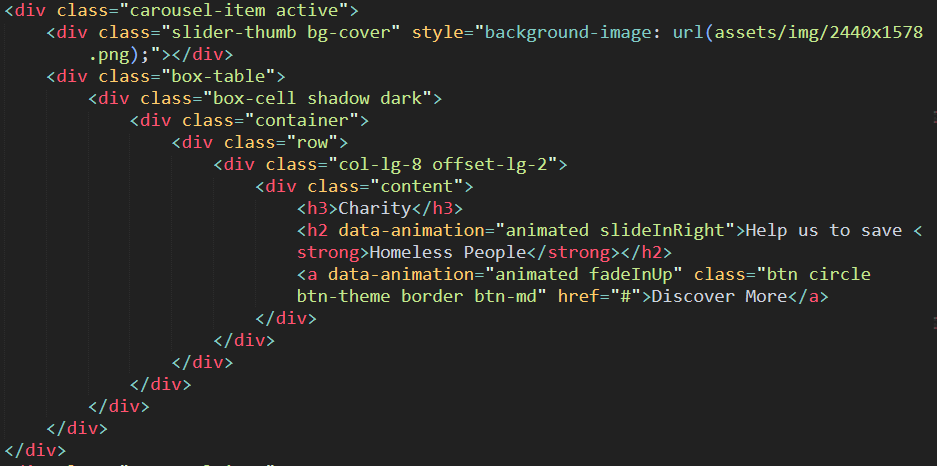 <div class="carousel-item active">
    <div class="slider-thumb bg-cover" style="background-image: url(assets/img/2440x1578
        .png);"></div>
    <div class="box-table">
        <div class="box-cell shadow dark">
            <div class="container">
                <div class="row">
                    <div class="col-lg-8 offset-lg-2">
                        <div class="content">
                            <h3>Charity</h3>
                            <h2 data-animation="animated slideInRight">Help us to save <
                            strong>Homeless People</strong></h2>
                            <a data-animation="animated fadeInUp" class="btn circle
                            btn-theme border btn-md" href="#">Discover More</a>
                        </div>
                    </div>
                </div>
            </div>
        </div>
    </div>
</div>